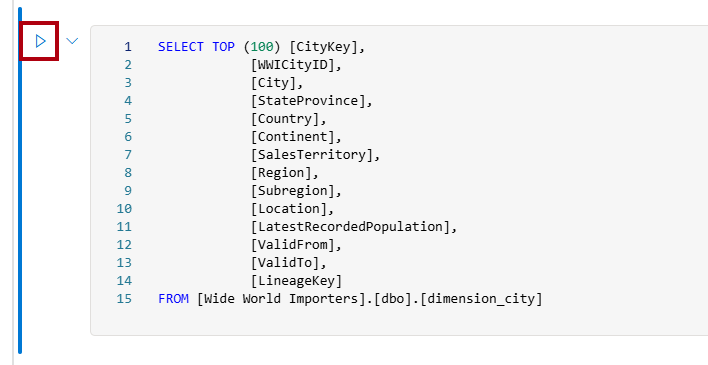 1 SELECT TOP (100) [CityKey],
2 [WWICityID],
3 [City],
4 [StateProvince],
5 [Country],
6 [Continent],
7 [SalesTerritory],
8 [Region],
9 [Subregion],
10 [Location],
11 [LatestRecordedPopulation],
12 [ValidFrom],
13 [ValidTo],
14 [LineageKey]
15 FROM [Wide World Importers].[dbo].[dimension_city]